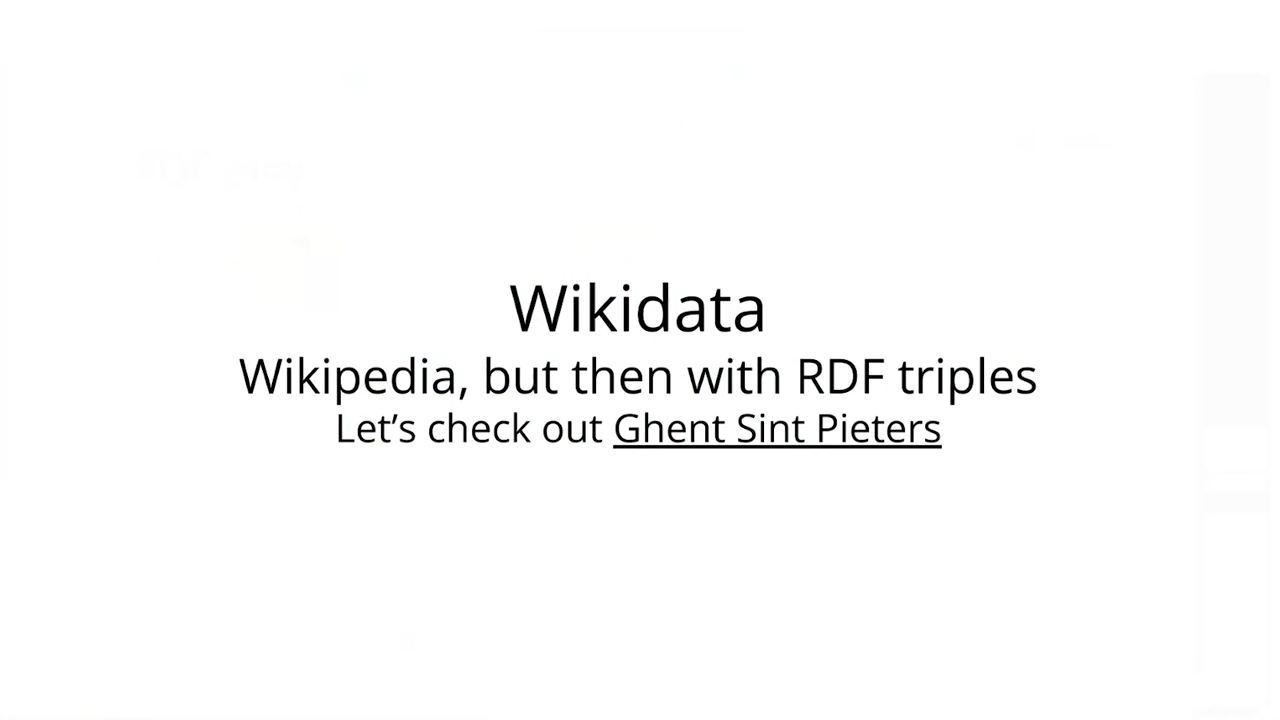 Wikidata
Wikipedia, but then with RDF triples
Let’s check out Ghent Sint Pieters